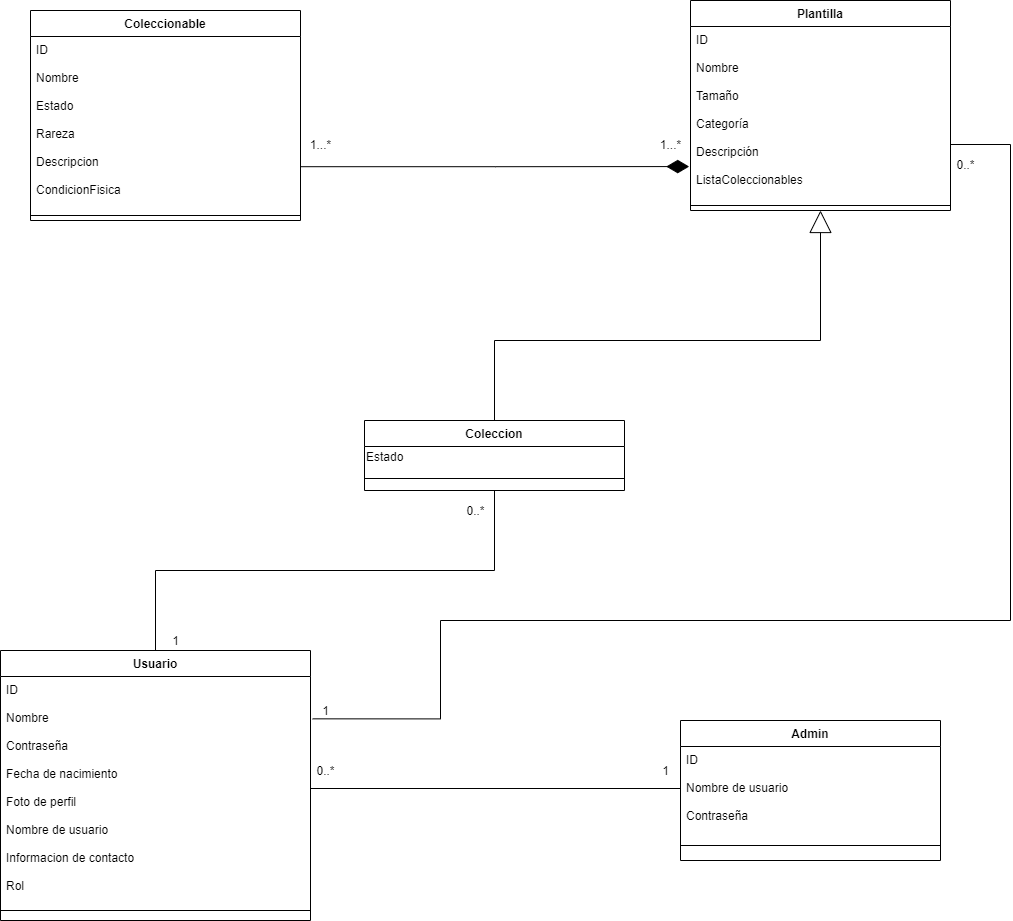 Coleccionable
ID
Nombre
Estado
Rareza
Descripcion
CondicionFisica
1...*
1...*
Plantilla
ID
Nombre
Tamaño
Categoría
Descripción
ListaColeccionables
0..*
Coleccion
Estado
0..*
1
Usuario
ID
Nombre
Contraseña
Fecha de nacimiento
Foto de perfil
Nombre de usuario
Informacion de contacto
Rol
1
0..*
1
Admin
ID
Nombre de usuario
Contraseña